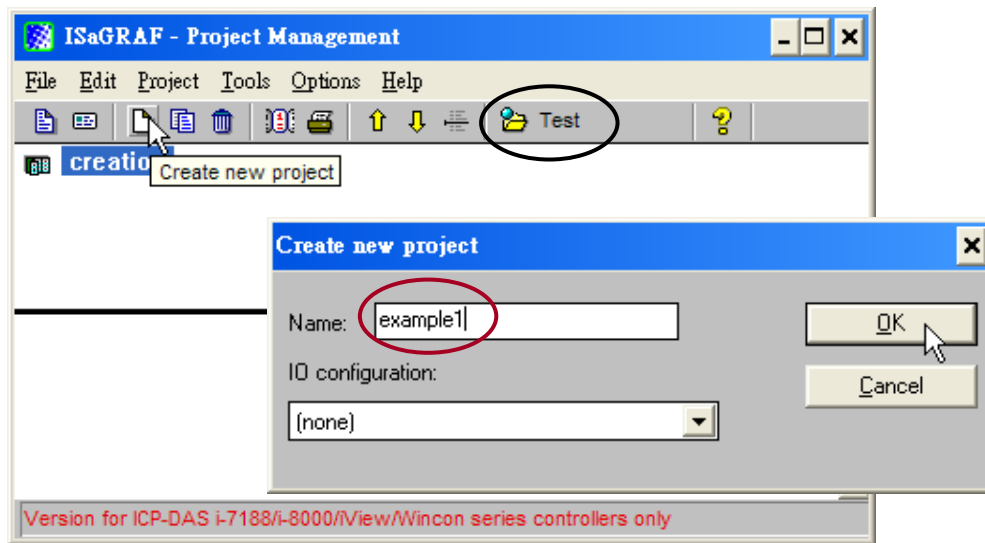 ISaGRAF - Project Management
File Edit Project Tools Options Help
Test
Create new project
Create new project
Name: example1
OK
IO configuration:
Cancel
(none)
Version for ICP-DAS i-7188/i-8000/iView/Wincon series controllers only